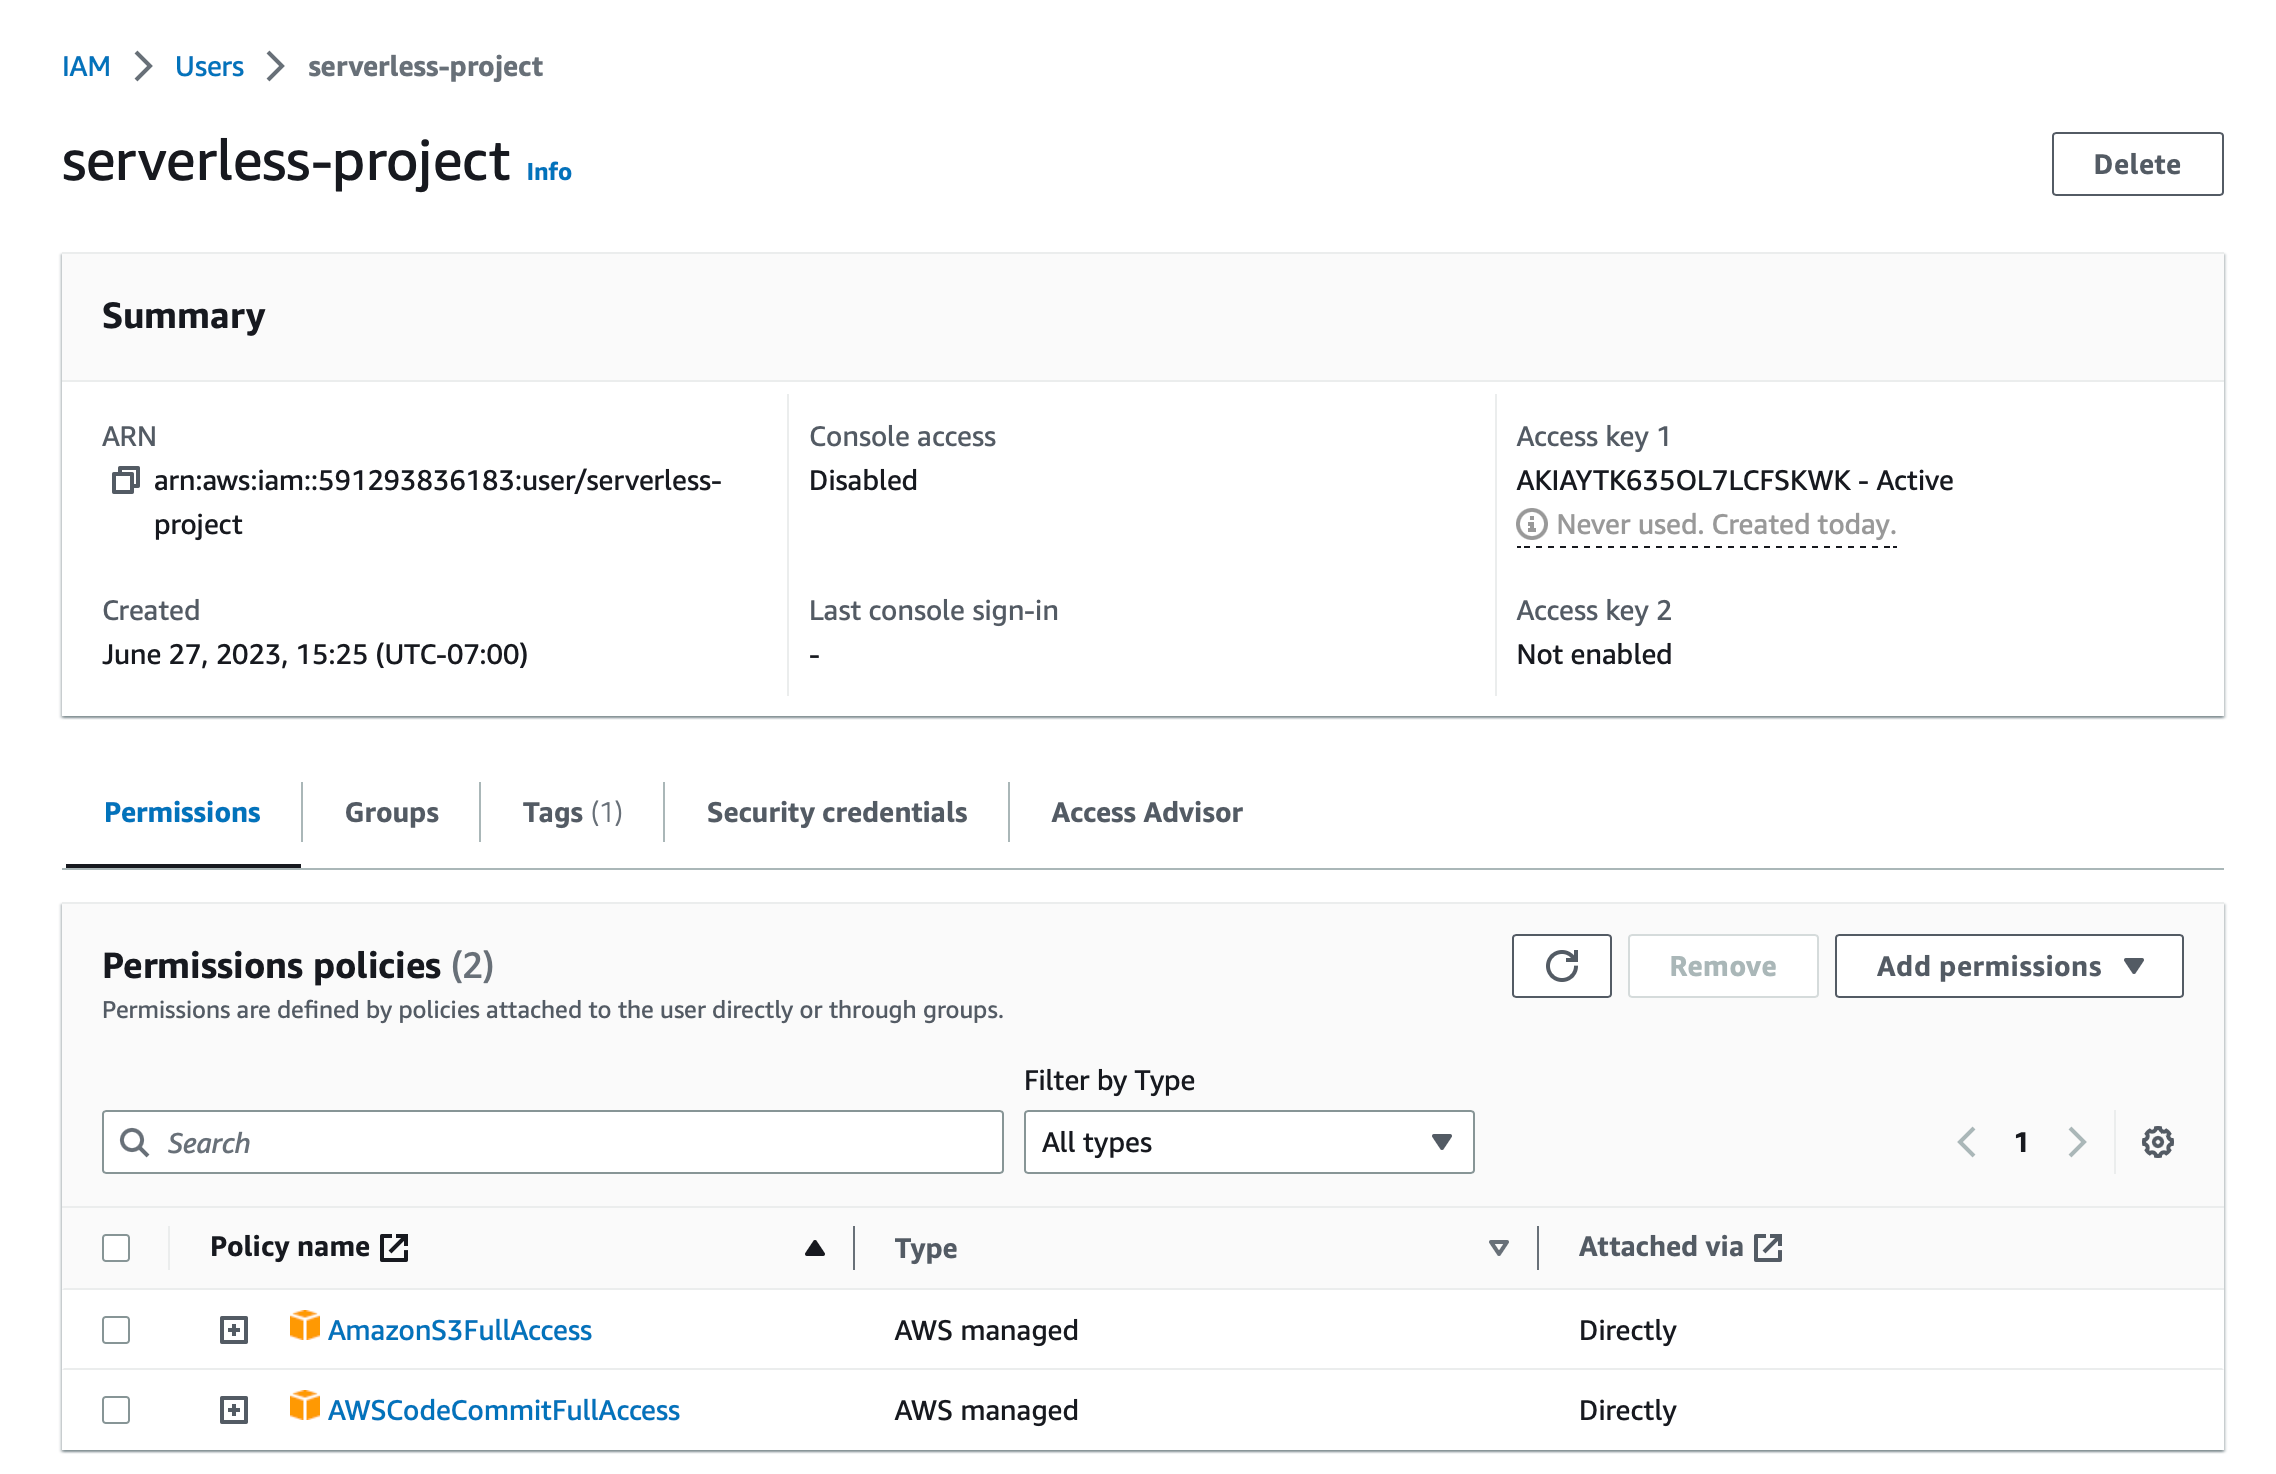 IAM > Users > serverless-project
serverless-project Info
Delete
Summary
ARN
arn:aws:iam::591293836183:user/serverless-
project
Console access
Disabled
Access key 1
AKIAYTK635OL7LCFSKWK - Active
Never used. Created today.
Created
June 27, 2023, 15:25 (UTC-07:00)
Last console sign-in
-
Access key 2
Not enabled
Permissions Groups Tags (1) Security credentials Access Advisor
Permissions policies (2)
Permissions are defined by policies attached to the user directly or through groups.
Remove
Add permissions
Filter by Type
Search
All types
1
Policy name Type Attached via
AmazonS3FullAccess AWS managed Directly
AWSCodeCommitFullAccess AWS managed Directly